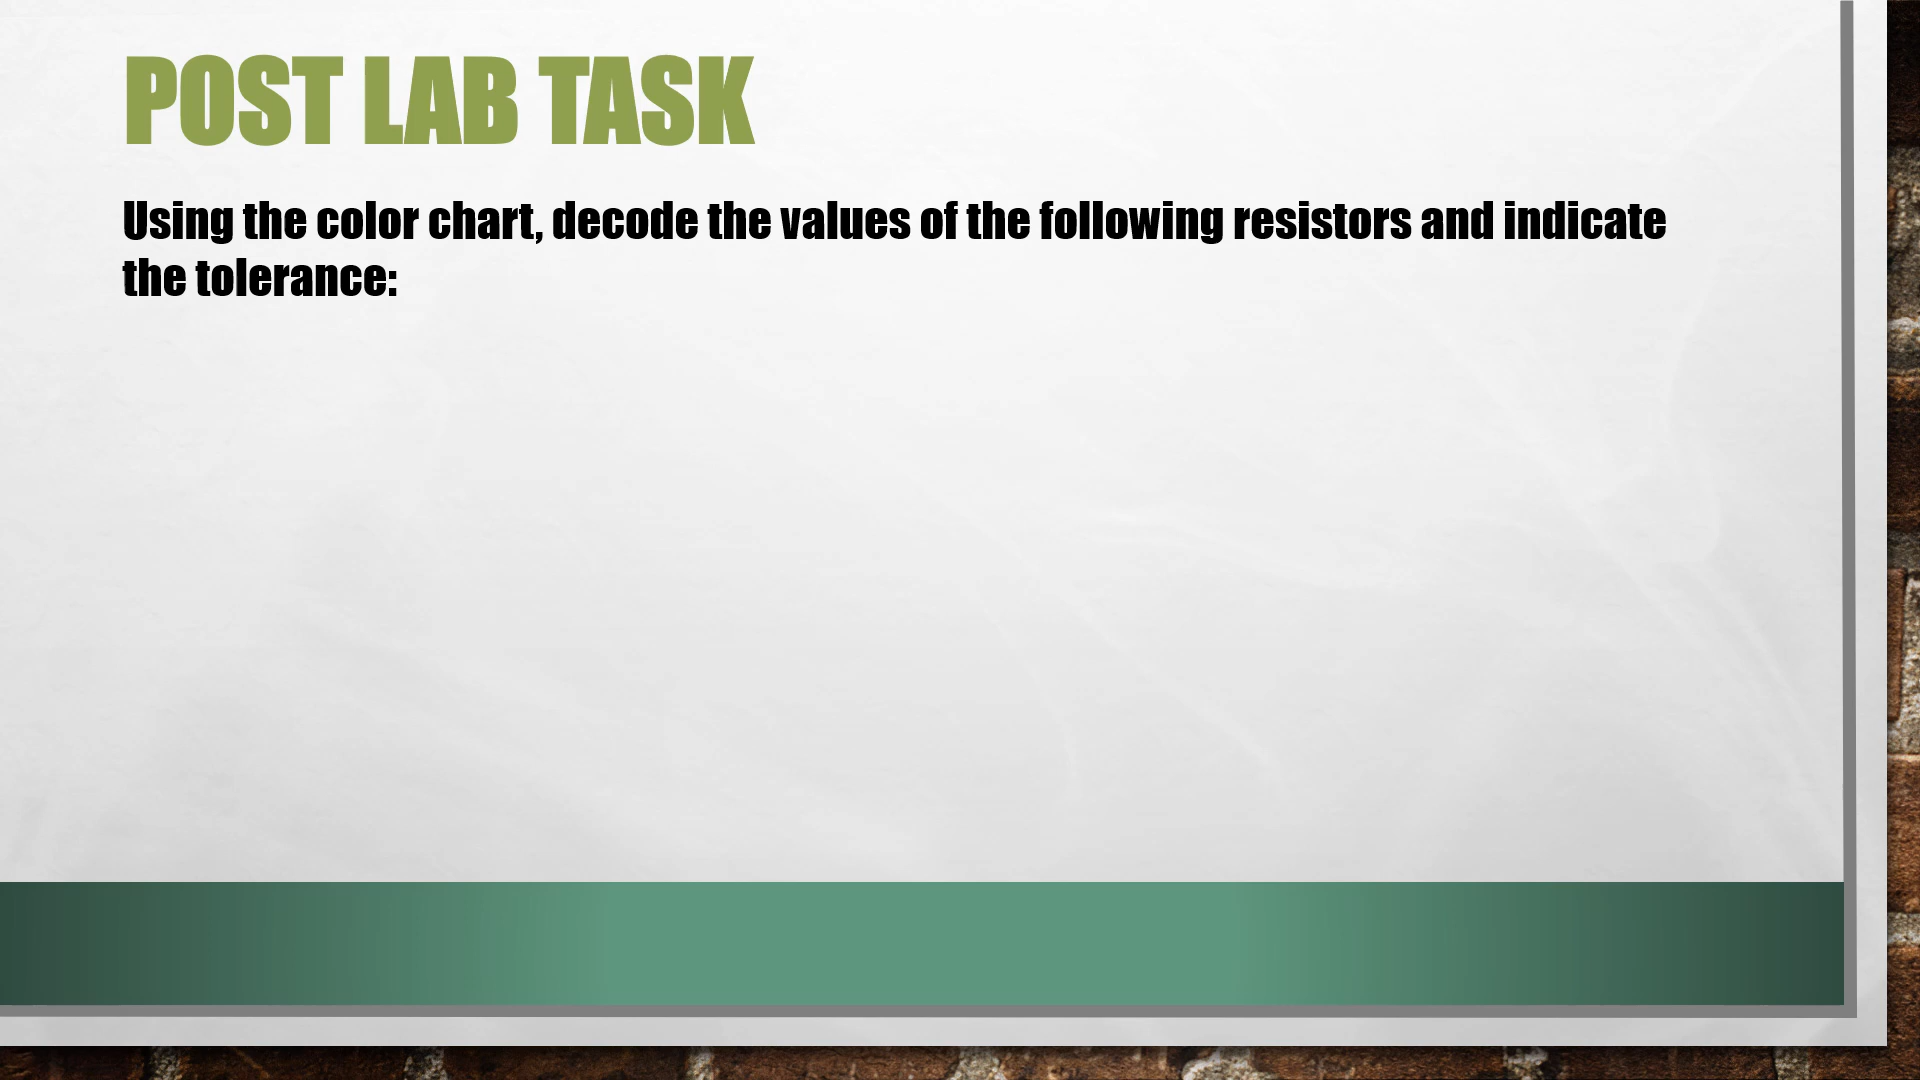 POST LAB TASK
Using the color chart, decode the values of the following resistors and indicate
the tolerance: